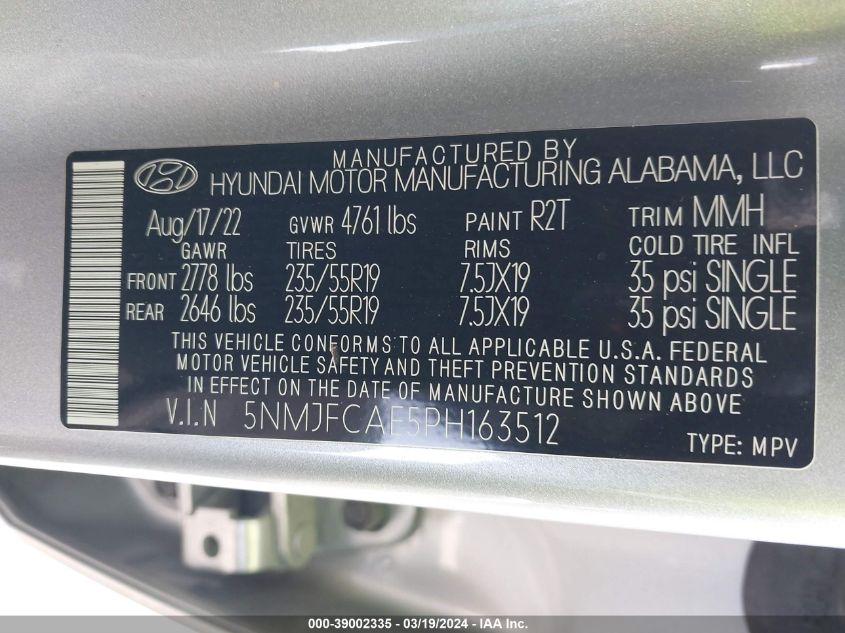 MANUFACTURED BY
HYUNDAI MOTOR MANUFACTURING ALABAMA, LLC
Aug/17/22 GVWR 4761 lbs PAINT R2T TRIM MMH
GAWR TIRES RIMS COLD TIRE INFL
FRONT 2778 lbs 235/55R19 7.5JX19 35 psi SINGLE
REAR 2646 lbs 235/55R19 7.5JX19 35 psi SINGLE
THIS VEHICLE CONFORMS TO ALL APPLICABLE U.S.A. FEDERAL
MOTOR VEHICLE SAFETY AND THEFT PREVENTION STANDARDS
IN EFFECT ON THE DATE OF MANUFACTURE SHOWN ABOVE
V.I.N 5NMJFCAE5PH163512
TYPE: MPV
000-39002335 - 03/19/2024 - IAA Inc.